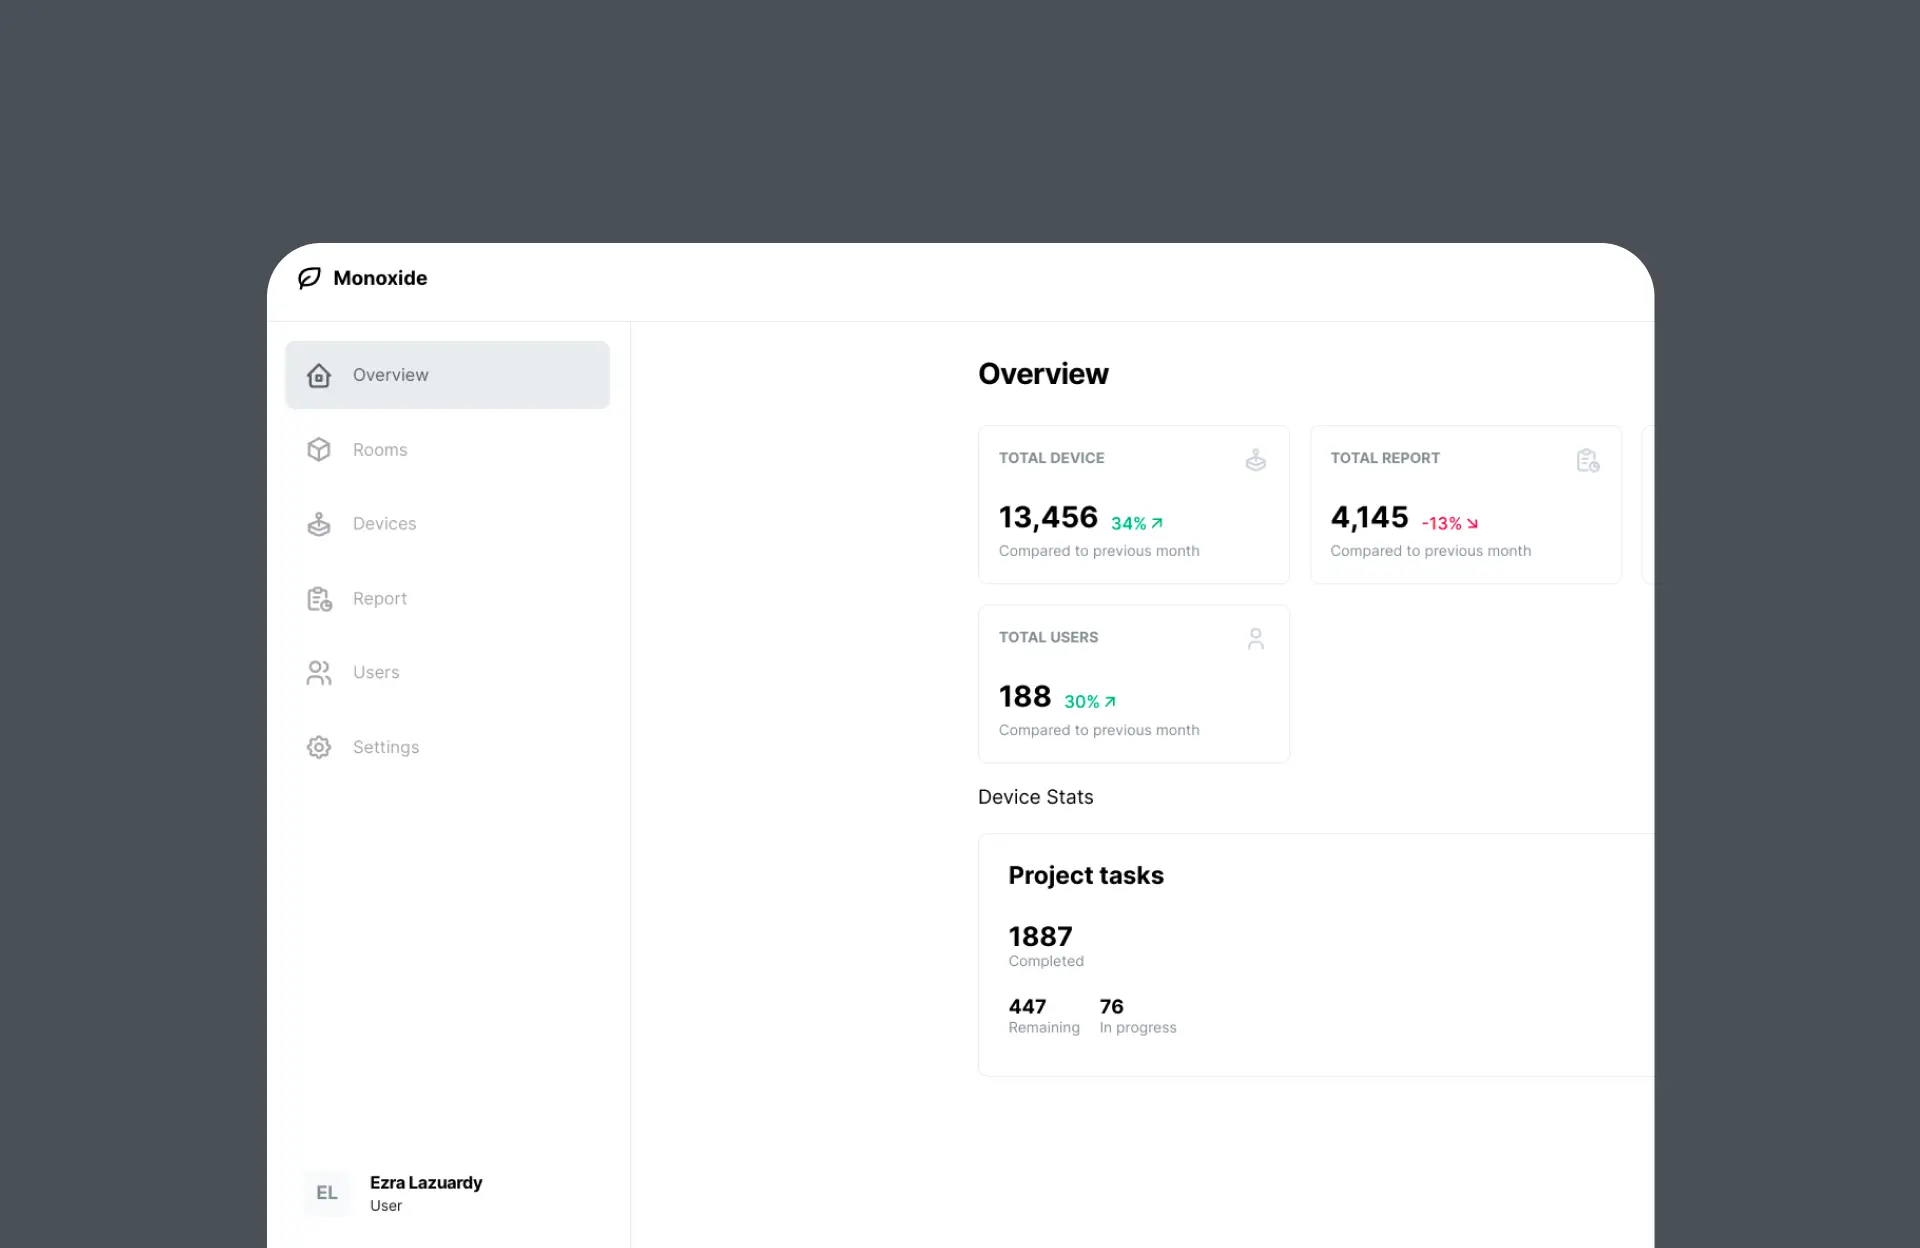 Monoxide
Overview
Rooms
Devices
Report
Users
Settings
EL
Ezra Lazuardy
User
Overview
TOTAL DEVICE
13,456 34%
Compared to previous month
TOTAL REPORT
4,145 -13%
Compared to previous month
TOTAL USERS
188 30%
Compared to previous month
Device Stats
Project tasks
1887
Completed
447 76
Remaining In progress